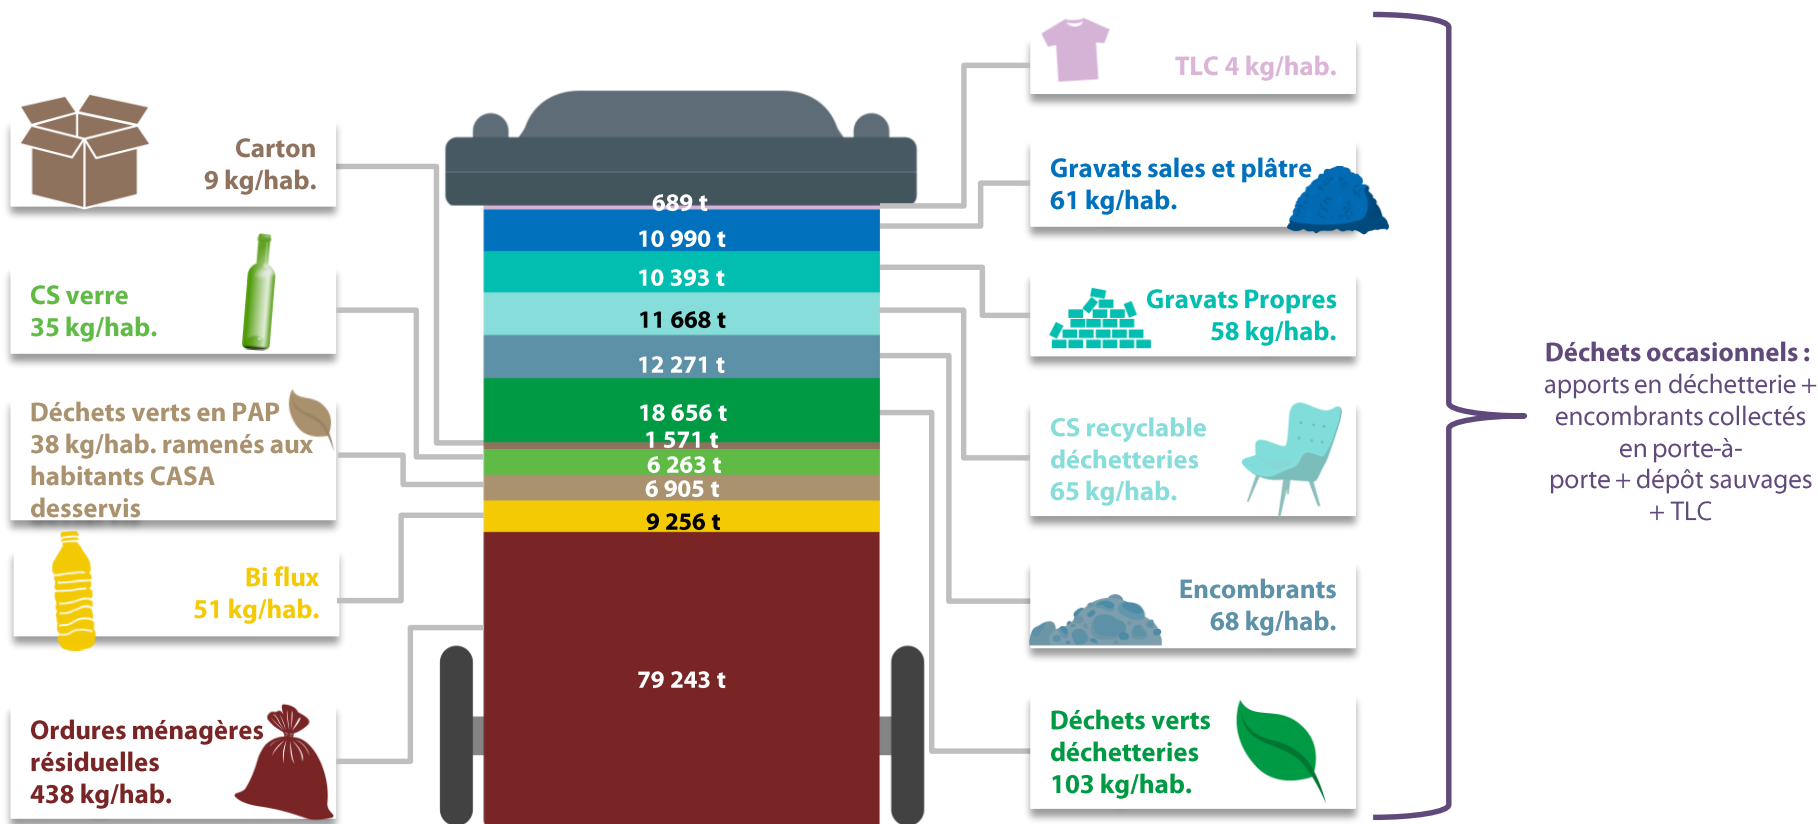 Carton
9 kg/hab.
CS verre
35 kg/hab.
Déchets verts en PAP
38 kg/hab. ramenés aux
habitants CASA
desservis
Bi flux
51 kg/hab.
Ordures ménagères
résiduelles
438 kg/hab.
689 t
10 990 t
10 393 t
11 668 t
12 271 t
18 656 t
1 571 t
6 263 t
6 905 t
9 256 t
79 243 t
TLC 4 kg/hab.
Gravats sales et plâtre
61 kg/hab.
Gravats Propres
58 kg/hab.
CS recyclable
déchetteries
65 kg/hab.
Encombrants
68 kg/hab.
Déchets verts
déchetteries
103 kg/hab.
Déchets occasionnels :
apports en déchetterie +
encombrants collectés
en porte-à-
porte + dépôt sauvages
+ TLC